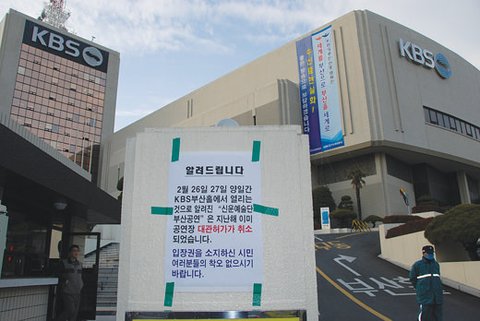 KBS
KBS
알려드립니다
2월 26일 27일 양일간
KBS부산홀에서 열리는
것으로 알려진 "신운예술단
부산공연" 은 지난해 이미
공연장 대관허가가 취소
되었습니다.
입장권을 소지하신 시민
여러분들의 착오 없으시기
바랍니다.
부산